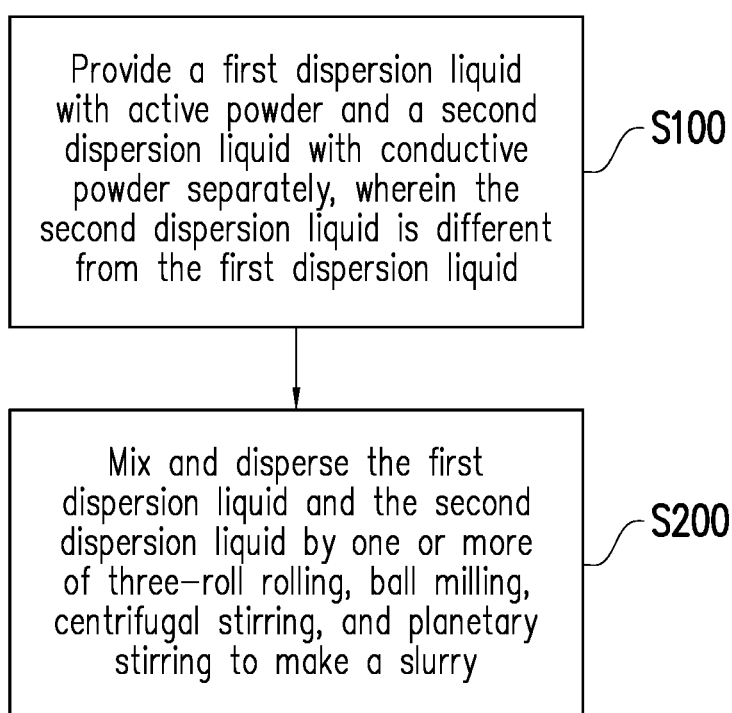 Provide a first dispersion liquid
with active powder and a second
dispersion liquid with conductive
powder separately, wherein the
second dispersion liquid is different
from the first dispersion liquid
S100
Mix and disperse the first
dispersion liquid and the second
dispersion liquid by one or more
of three-roll rolling, ball milling,
centrifugal stirring, and planetary
stirring to make a slurry
S200